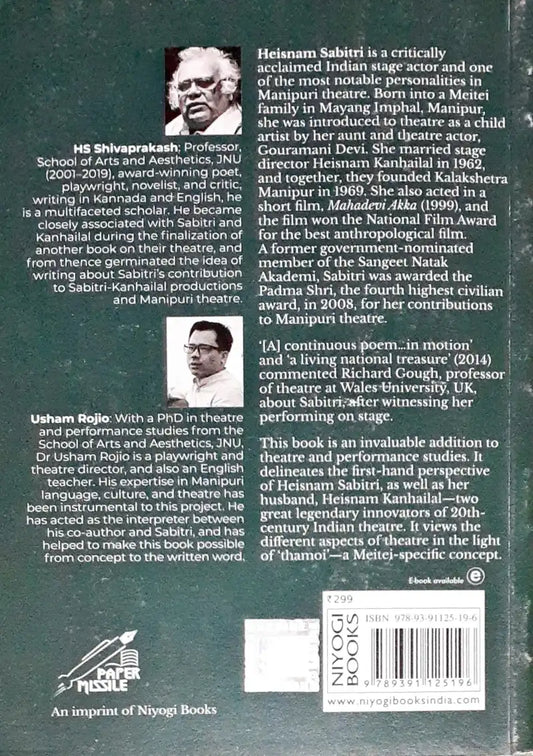 HS Shivaprakash: Professor,
School of Arts and Aesthetics, JNU
(2001–2019), award-winning poet,
playwright, novelist, and critic,
writing in Kannada and English, he
is a multifaceted scholar. He became
closely associated with Sabitri and
Kanhailal during the finalization of
another book on their theatre, and
from thence germinated the idea of
writing about Sabitri's contribution
to Sabitri-Kanhailal productions
and Manipuri theatre.
Usham Rojio: With a PhD in theatre
and performance studies from the
School of Arts and Aesthetics, JNU,
Dr Usham Rojio is a playwright and
theatre director, and also an English
teacher. His expertise in Manipuri
language, culture, and theatre has
been instrumental to this project. He
has acted as the interpreter between
his co-author and Sabitri, and has
helped to make this book possible
from concept to the written word.
Heisnam Sabitri is a critically
acclaimed Indian stage actor and one
of the most notable personalities in
Manipuri theatre. Born into a Meitei
family in Mayang Imphal, Manipur,
she was introduced to theatre as a child
artist by her aunt and theatre actor,
Gouramani Devi. She married stage
director Heisnam Kanhailal in 1962,
and together, they founded Kalakshetra
Manipur in 1969. She also acted in a
short film, Mahadevi Akka (1999), and
the film won the National Film Award
for the best anthropological film.
A former government-nominated
member of the Sangeet Natak
Akademi, Sabitri was awarded the
Padma Shri, the fourth highest civilian
award, in 2008, for her contributions
to Manipuri theatre.
'[A] continuous poem...in motion'
and 'a living national treasure' (2014)
commented Richard Gough, professor
of theatre at Wales University, UK,
about Sabitri, after witnessing her
performing on stage.
This book is an invaluable addition to
theatre and performance studies. It
delineates the first-hand perspective
of Heisnam Sabitri, as well as her
husband, Heisnam Kanhailal—two
great legendary innovators of 20th-
century Indian theatre. It views the
different aspects of theatre in the light
of 'thamoi'—a Meitei-specific concept.
E-book available e
₹299
ISBN 978-93-91125-19-6
NIYOGI
BOOKS
9 789391 125196
www.niyogibooksindia.com
PAPER
MISSILE
An imprint of Niyogi Books